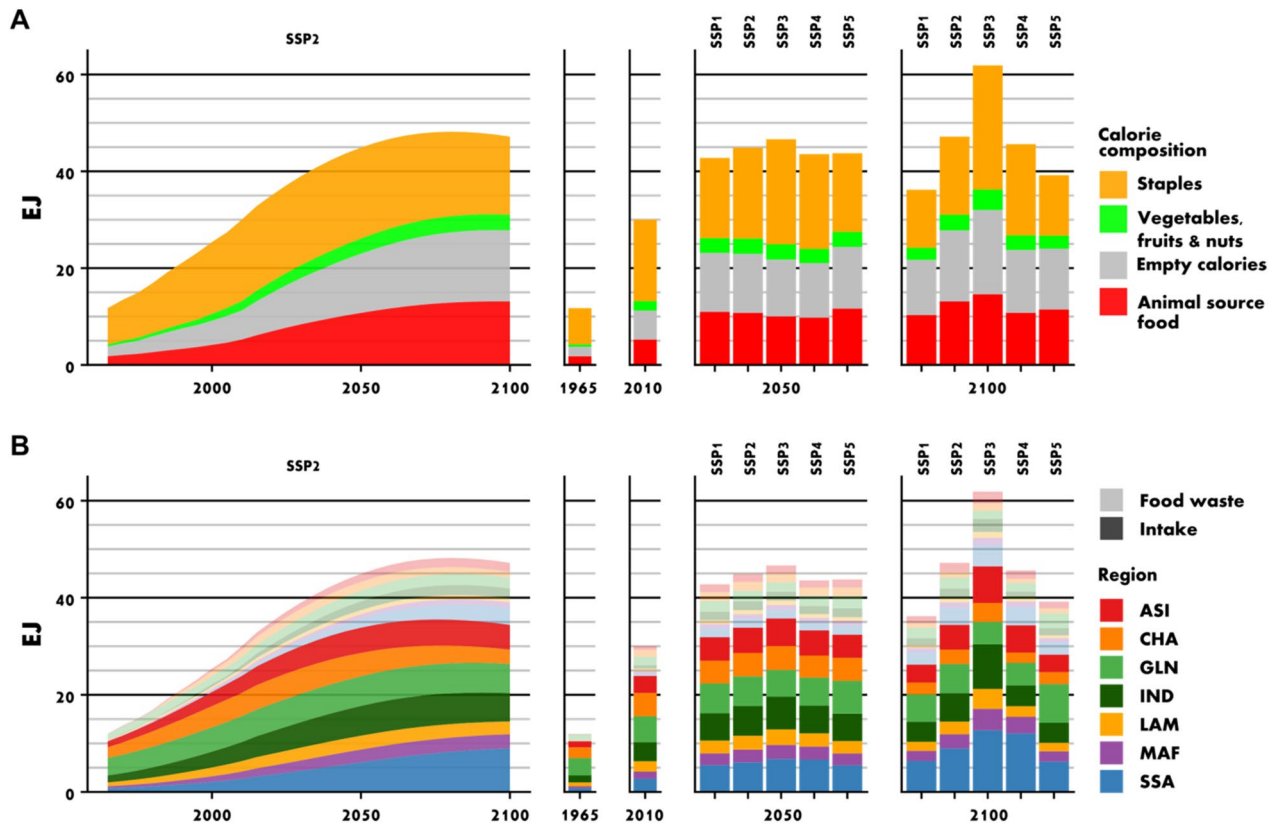 A
SSP2
SSP1
SSP2
SSP3
SSP4
SSP5
SSP1
SSP2
SSP3
SSP4
SSP5
EJ
60
40
20
0
2000
2050
2100
1965
2010
2050
2100
Calorie
composition
Staples
Vegetables,
fruits & nuts
Empty calories
Animal source
food
B
SSP2
SSP1
SSP2
SSP3
SSP4
SSP5
SSP1
SSP2
SSP3
SSP4
SSP5
EJ
60
40
20
0
2000
2050
2100
1965
2010
2050
2100
Food waste
Intake
Region
ASI
CHA
GLN
IND
LAM
MAF
SSA